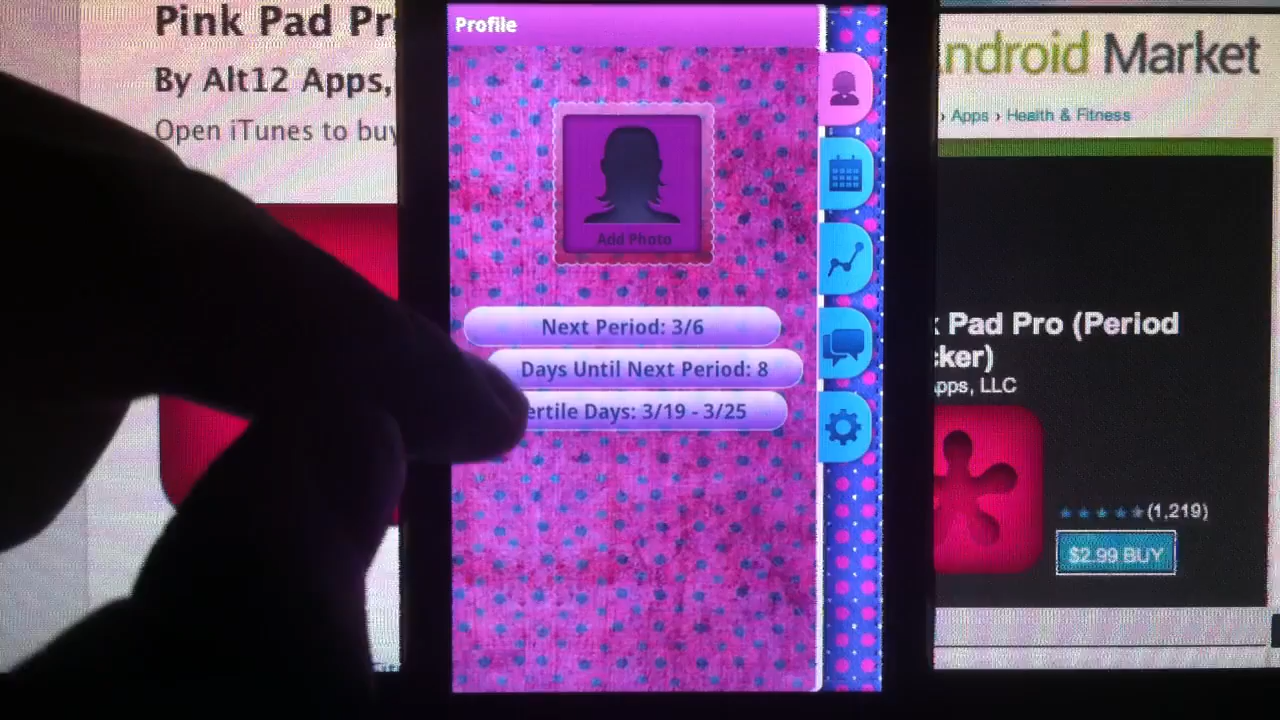 Pink Pad Pr
By Alt12 Apps,
Open iTunes to buy
Profile
Add Photo
Next Period: 3/6
Days Until Next Period: 8
ertile Days: 3/19 - 3/25
ndroid Market
› Apps › Health & Fitness
Pad Pro (Period
cker)
pps, LLC
(1,219)
$2.99 BUY